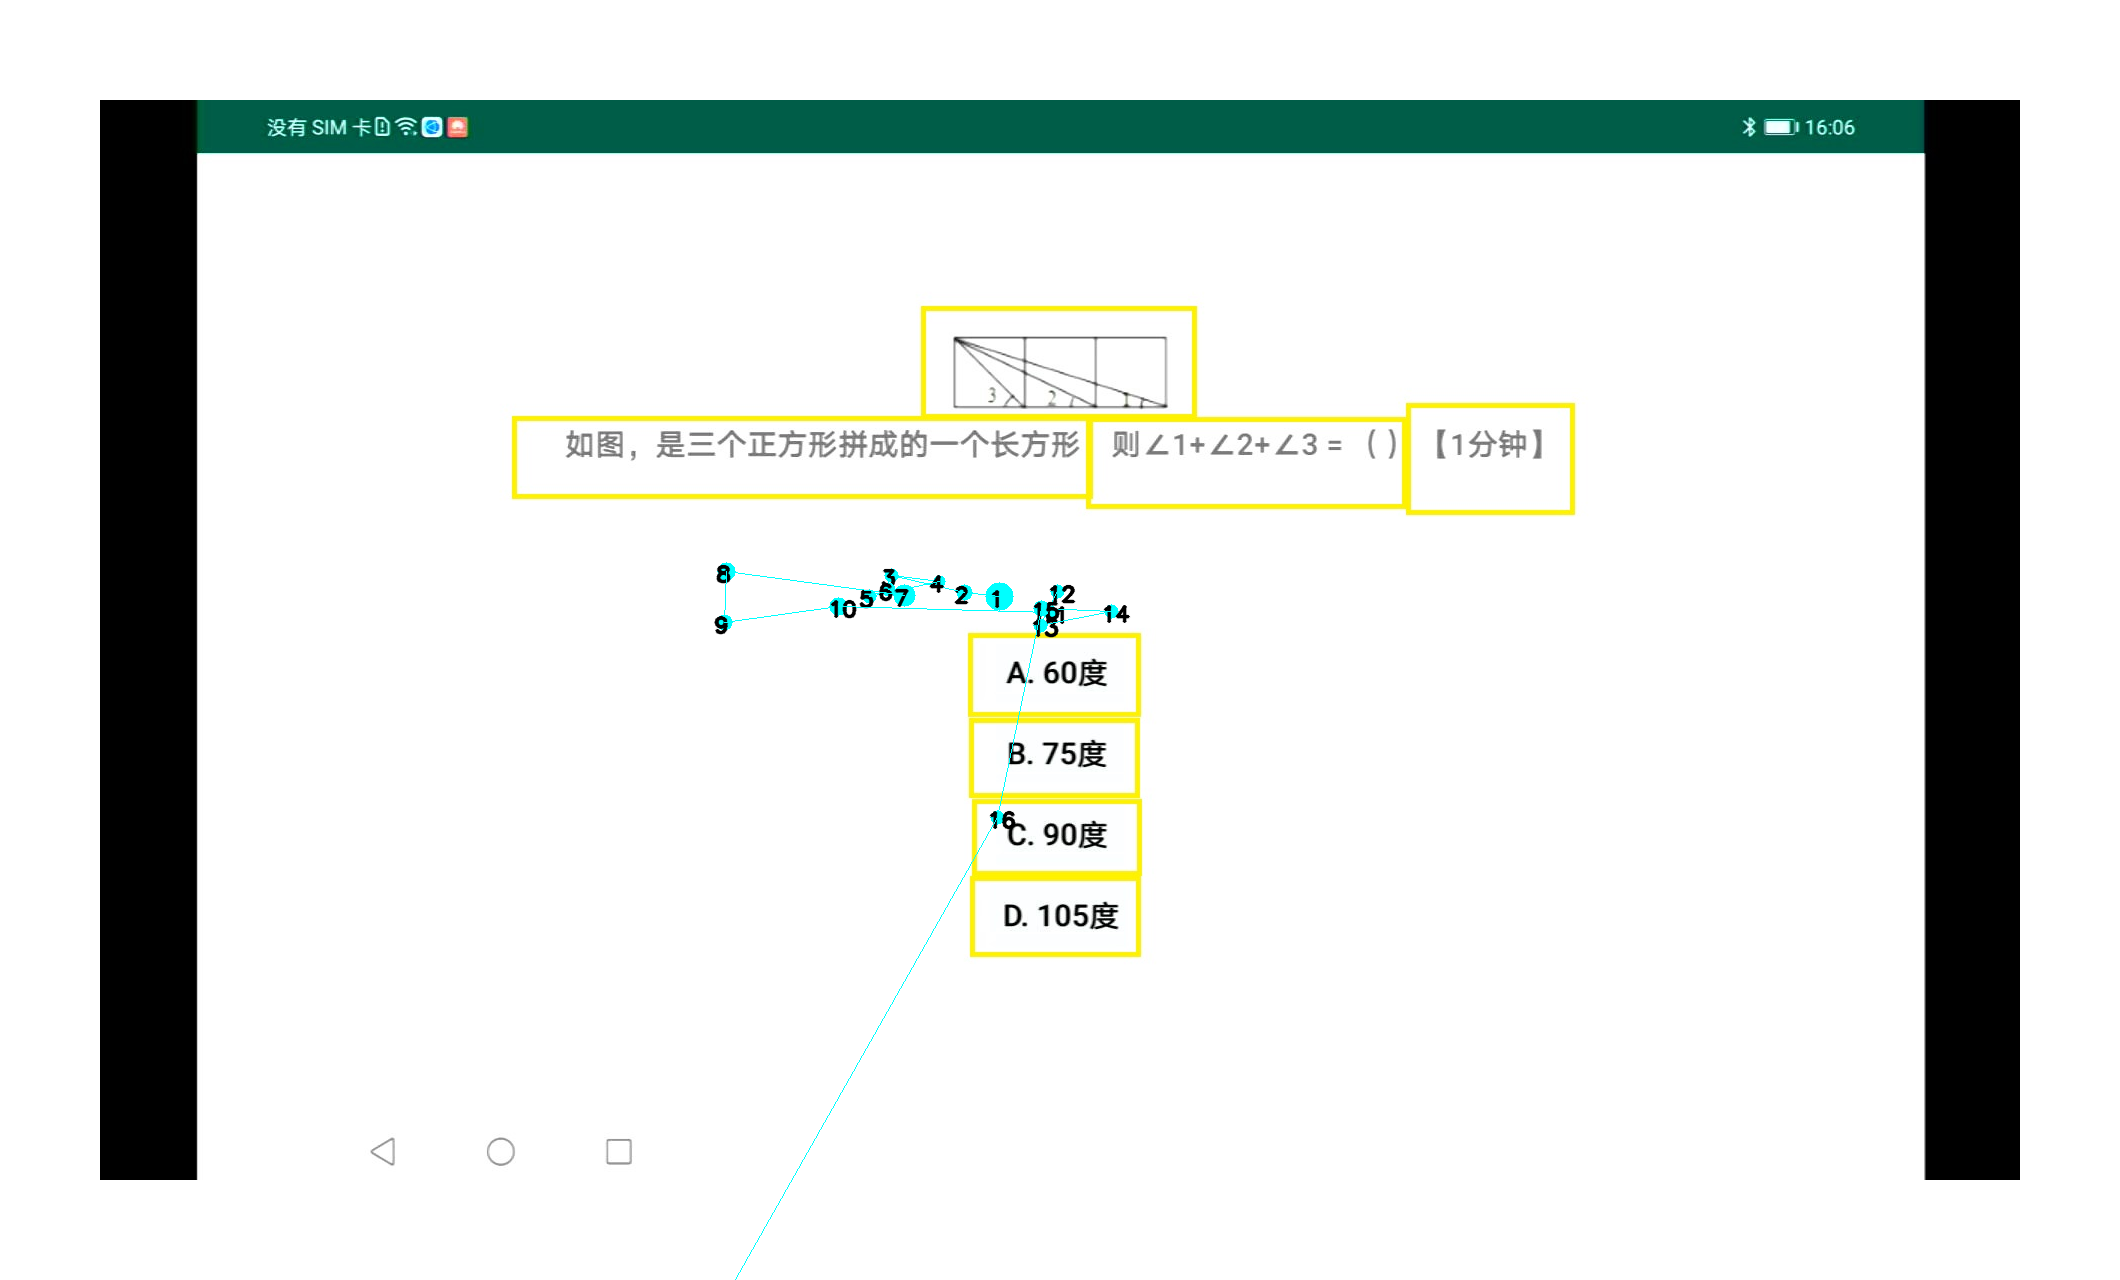 没有 SIM 卡 16:06
3 2 1
如图，是三个正方形拼成的一个长方形 则∠1+∠2+∠3 =（ ）【1分钟】
8 3 4 6 5 7 2 1 12
9 10 15 11 14
13
A. 60度
B. 75度
16
C. 90度
D. 105度